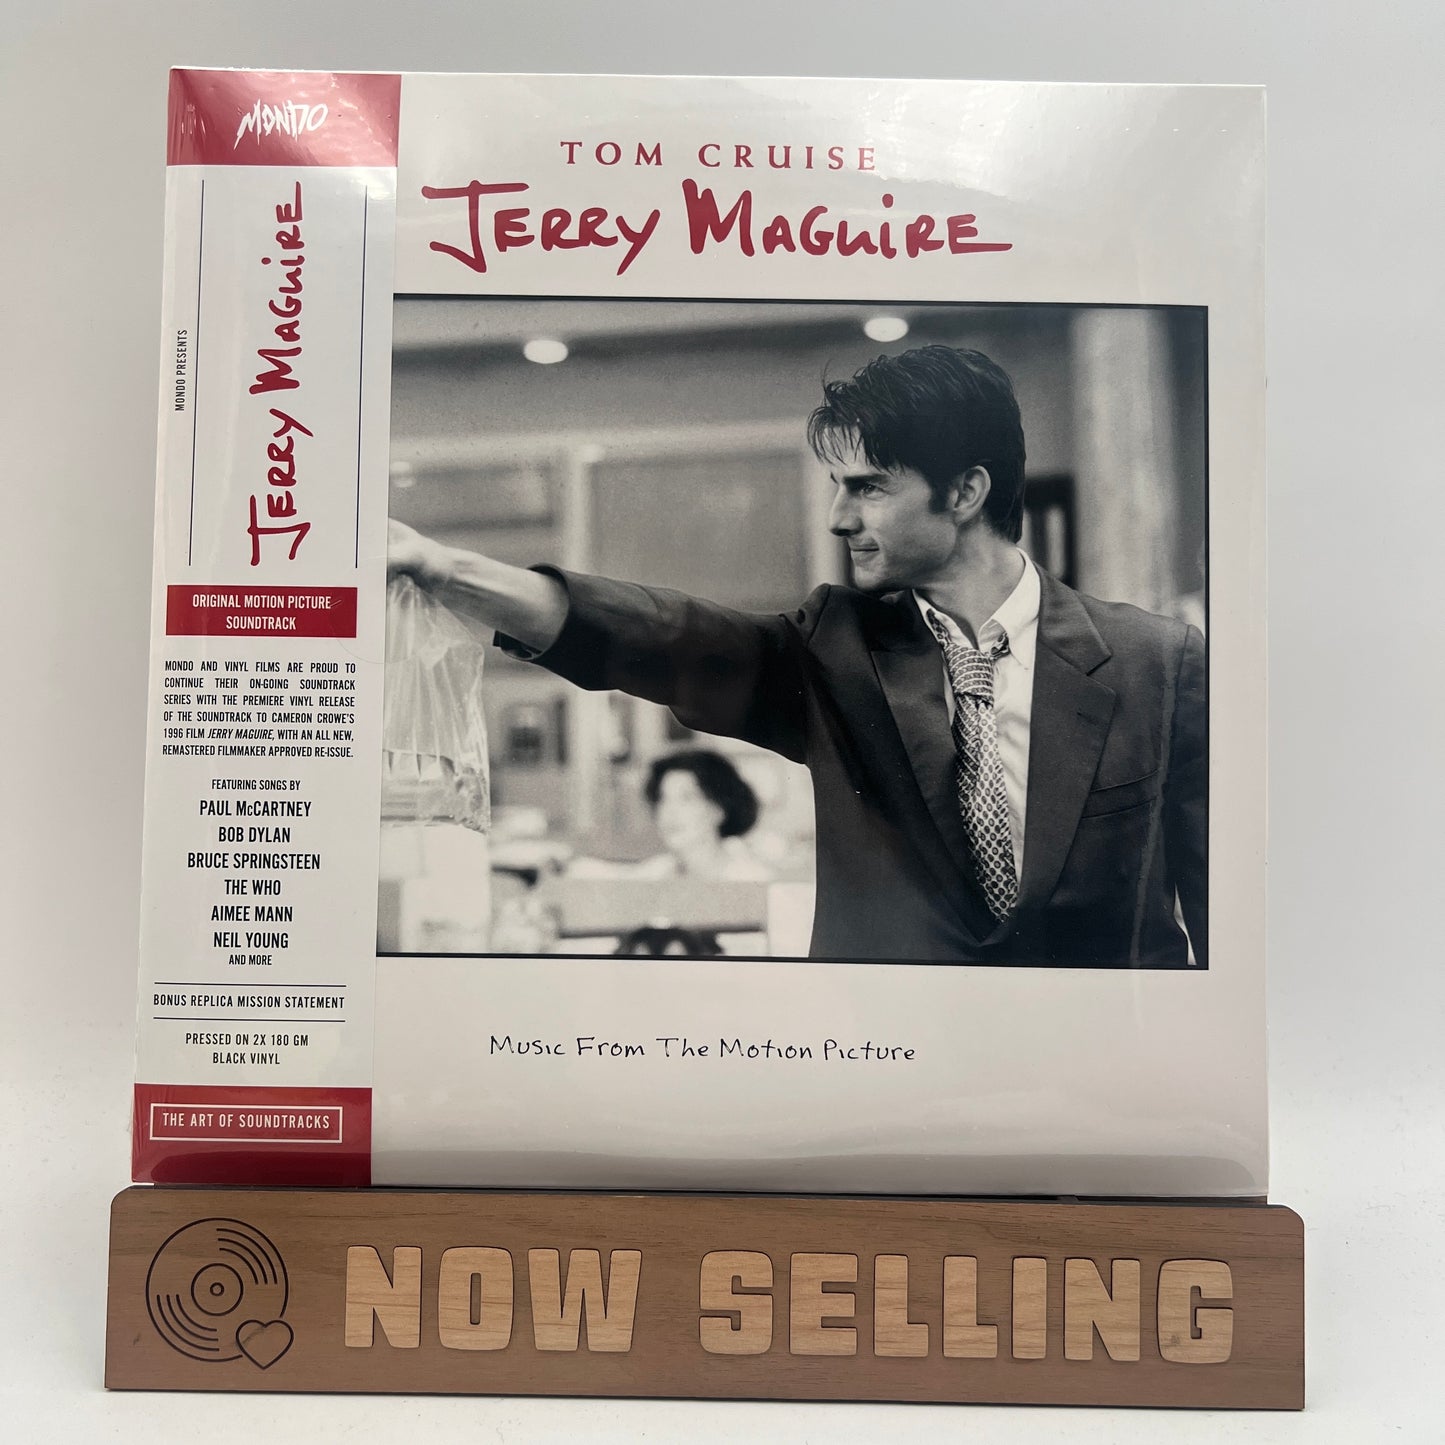 MONDO
MONDO PRESENTS
JERRY MAGUIRE
ORIGINAL MOTION PICTURE
SOUNDTRACK
MONDO AND VINYL FILMS ARE PROUD TO
CONTINUE THEIR ON-GOING SOUNDTRACK
SERIES WITH THE PREMIERE VINYL RELEASE
OF THE SOUNDTRACK TO CAMERON CROWE'S
1996 FILM JERRY MAGUIRE, WITH AN ALL NEW,
REMASTERED FILMMAKER APPROVED RE-ISSUE.
FEATURING SONGS BY
PAUL McCARTNEY
BOB DYLAN
BRUCE SPRINGSTEEN
THE WHO
AIMEE MANN
NEIL YOUNG
AND MORE
BONUS REPLICA MISSION STATEMENT
PRESSED ON 2X 180 GM
BLACK VINYL
THE ART OF SOUNDTRACKS
TOM CRUISE
JERRY MAGUIRE
Music From The Motion Picture
NOW SELLING